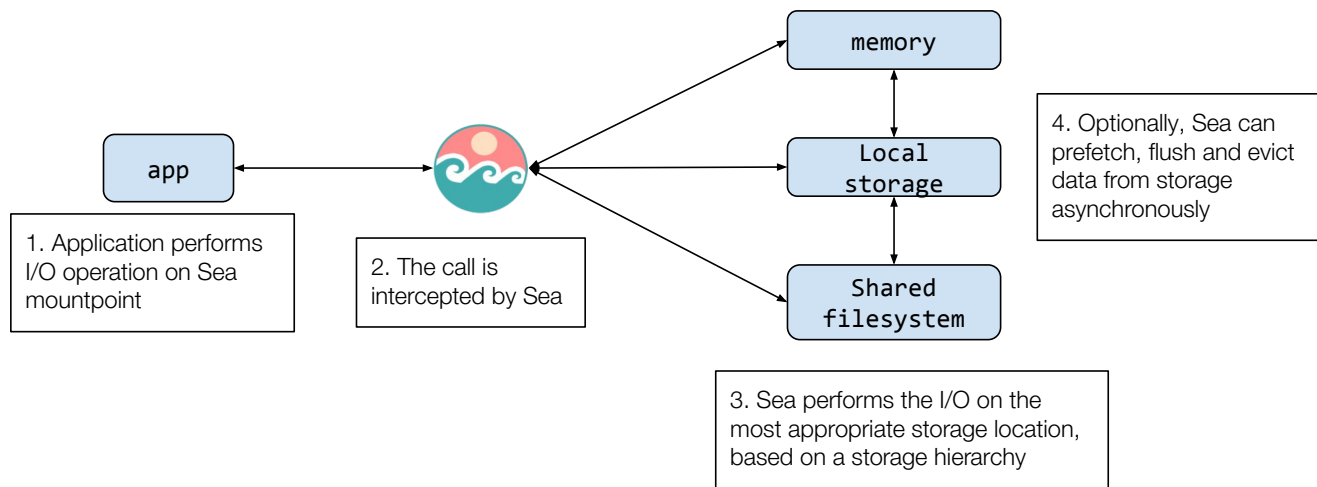 memory
app
Local
storage
Shared
filesystem
1. Application performs
I/O operation on Sea
mountpoint
2. The call is
intercepted by Sea
3. Sea performs the I/O on the
most appropriate storage location,
based on a storage hierarchy
4. Optionally, Sea can
prefetch, flush and evict
data from storage
asynchronously